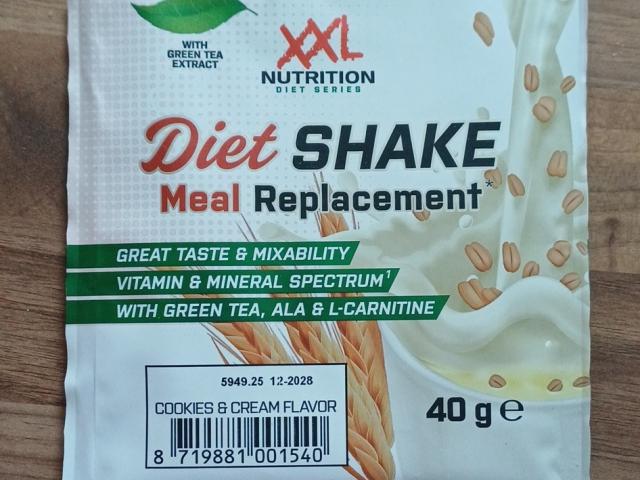 WITH
GREEN TEA
EXTRACT
XXL
NUTRITION
DIET SERIES
Diet SHAKE
Meal Replacement*
GREAT TASTE & MIXABILITY
VITAMIN & MINERAL SPECTRUM¹
WITH GREEN TEA, ALA & L-CARNITINE
5949.25 12-2028
COOKIES & CREAM FLAVOR
8 719881 001540
40 g e